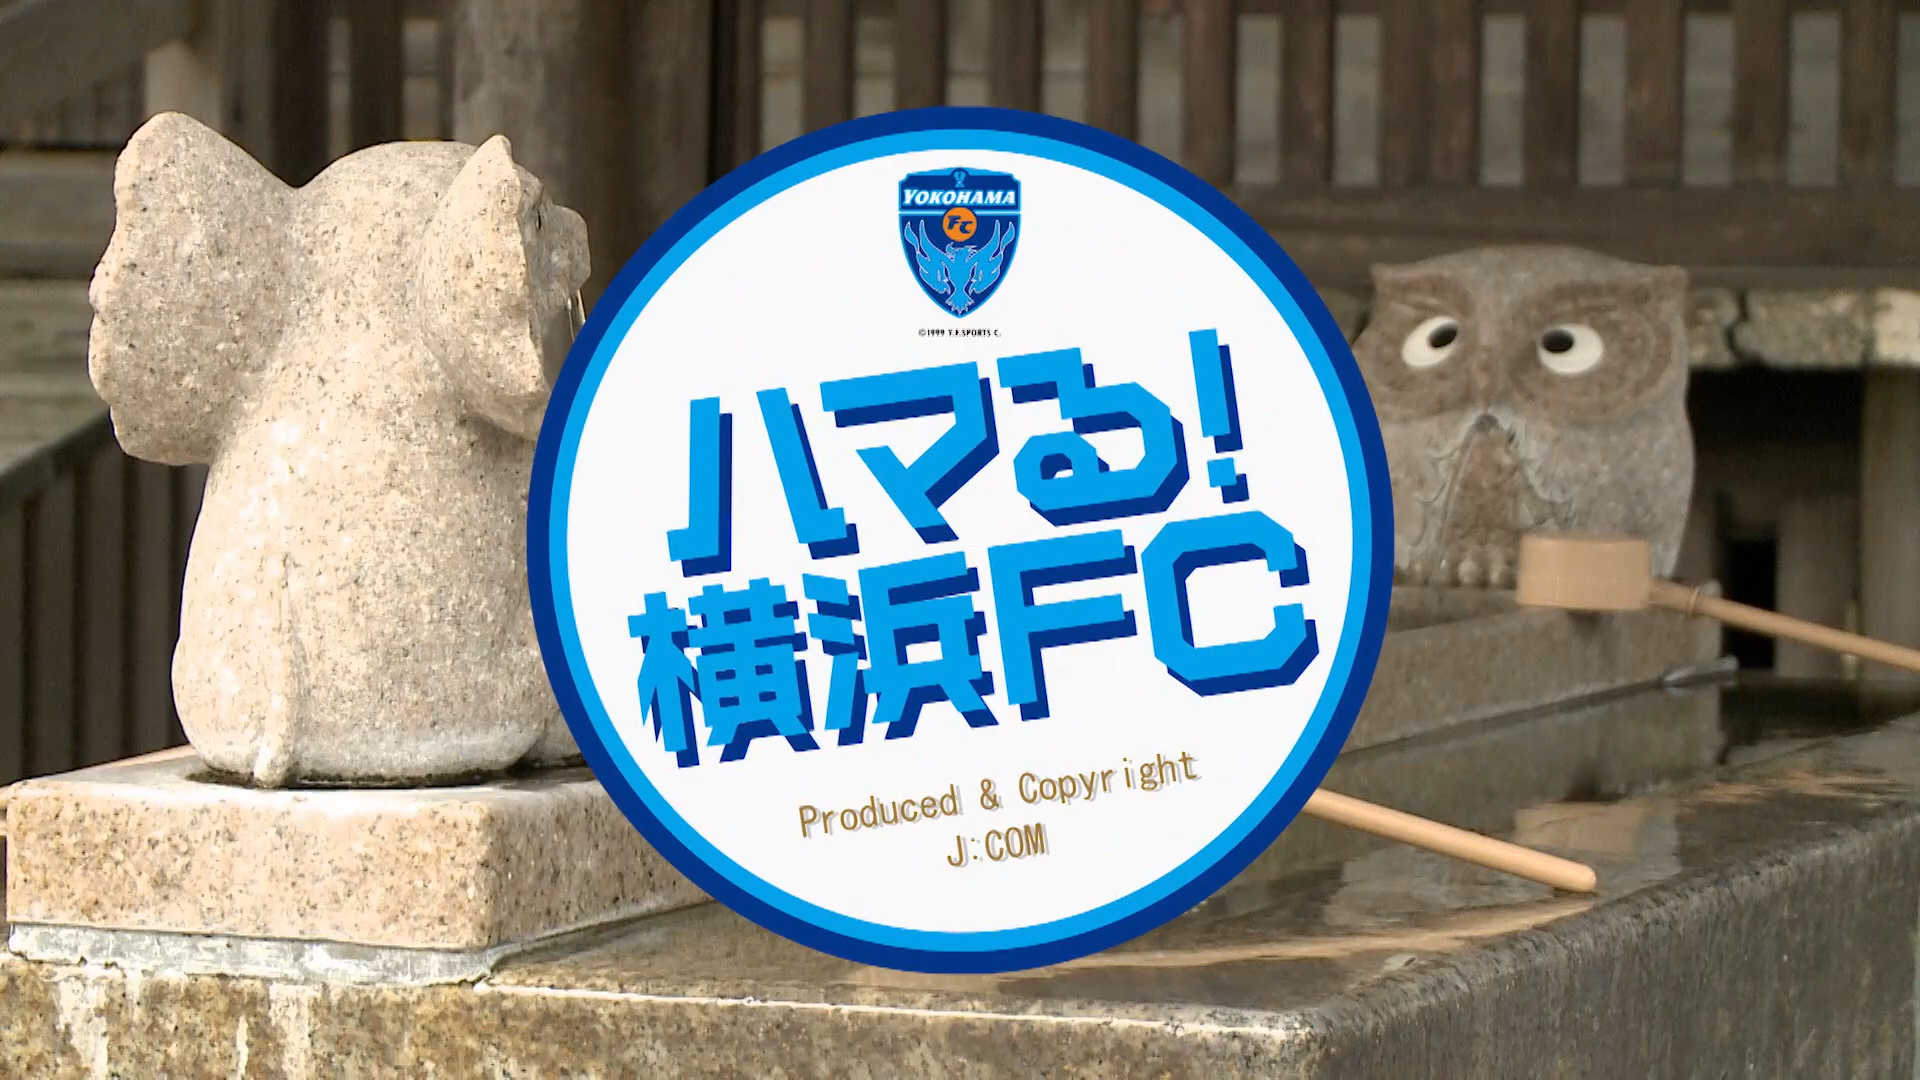 YOKOHAMA
FC
©1999 Y.F.SPORTS C.
ハマる!
横浜FC
Produced & Copyright
J:COM